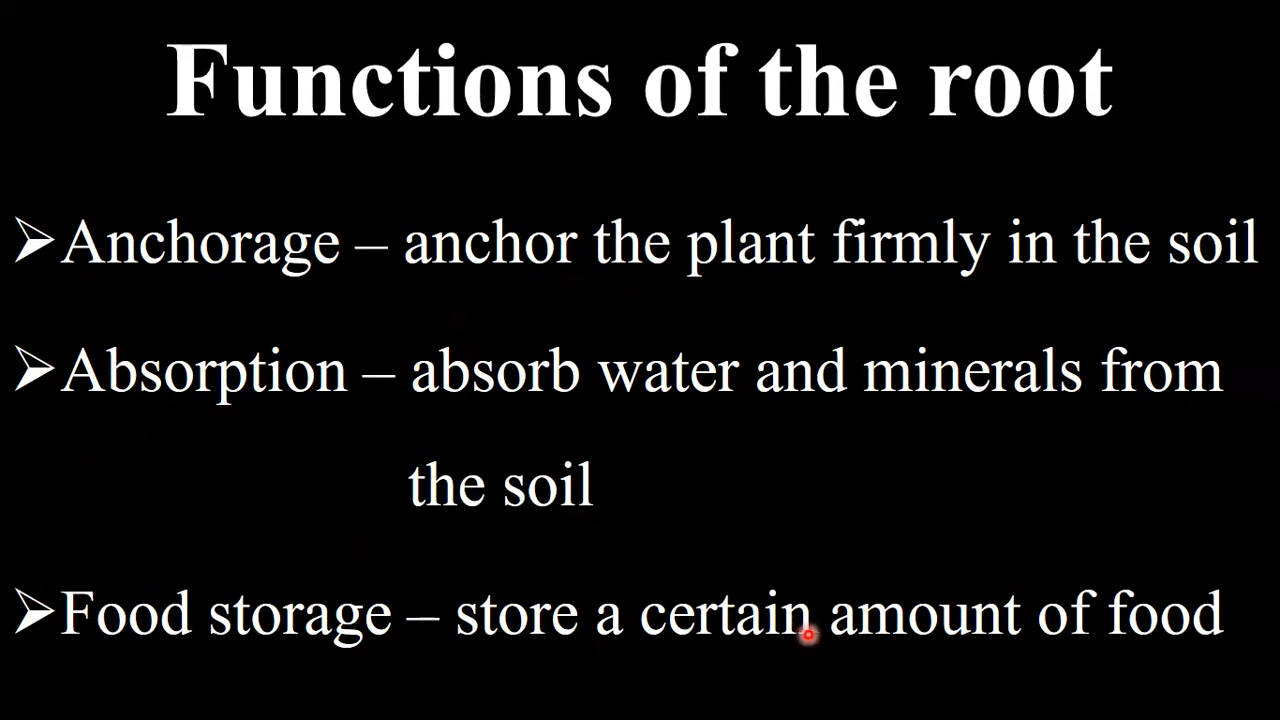 Functions of the root
➢Anchorage – anchor the plant firmly in the soil
➢Absorption – absorb water and minerals from
the soil
➢Food storage – store a certain amount of food